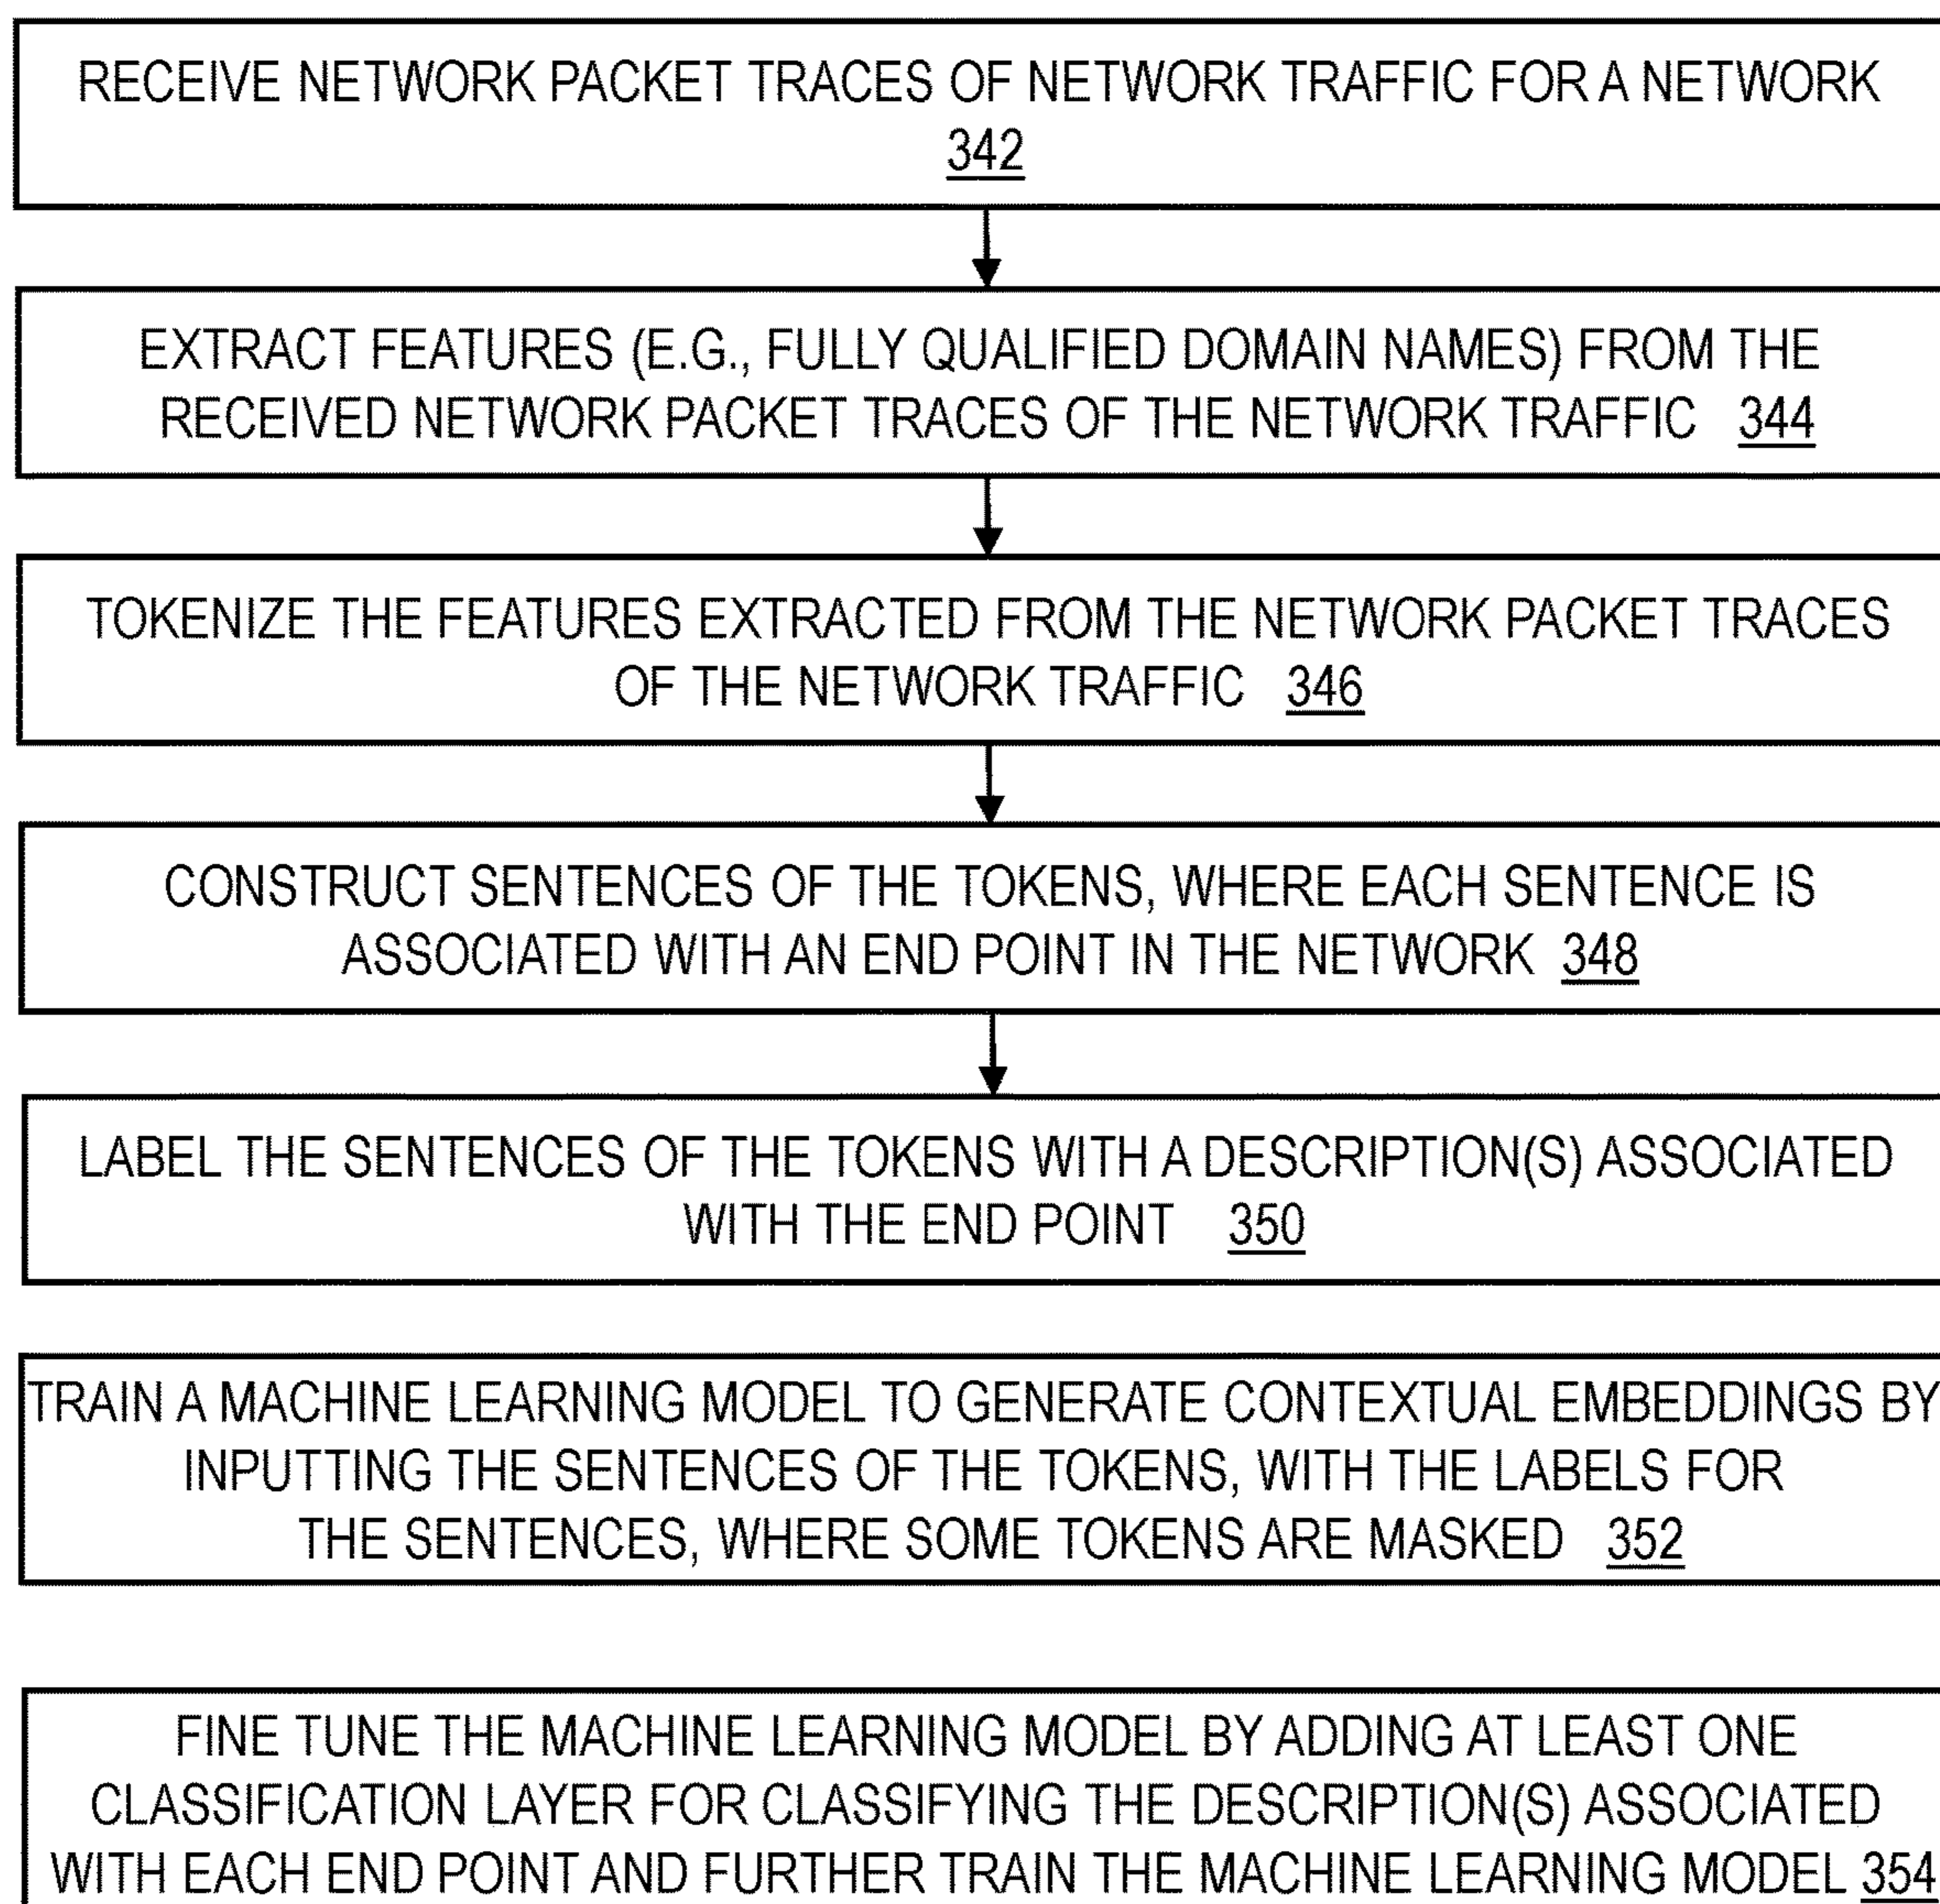 RECEIVE NETWORK PACKET TRACES OF NETWORK TRAFFIC FOR A NETWORK
342
EXTRACT FEATURES (E.G., FULLY QUALIFIED DOMAIN NAMES) FROM THE
RECEIVED NETWORK PACKET TRACES OF THE NETWORK TRAFFIC 344
TOKENIZE THE FEATURES EXTRACTED FROM THE NETWORK PACKET TRACES
OF THE NETWORK TRAFFIC 346
CONSTRUCT SENTENCES OF THE TOKENS, WHERE EACH SENTENCE IS
ASSOCIATED WITH AN END POINT IN THE NETWORK 348
LABEL THE SENTENCES OF THE TOKENS WITH A DESCRIPTION(S) ASSOCIATED
WITH THE END POINT 350
TRAIN A MACHINE LEARNING MODEL TO GENERATE CONTEXTUAL EMBEDDINGS BY
INPUTTING THE SENTENCES OF THE TOKENS, WITH THE LABELS FOR
THE SENTENCES, WHERE SOME TOKENS ARE MASKED 352
FINE TUNE THE MACHINE LEARNING MODEL BY ADDING AT LEAST ONE
CLASSIFICATION LAYER FOR CLASSIFYING THE DESCRIPTION(S) ASSOCIATED
WITH EACH END POINT AND FURTHER TRAIN THE MACHINE LEARNING MODEL 354